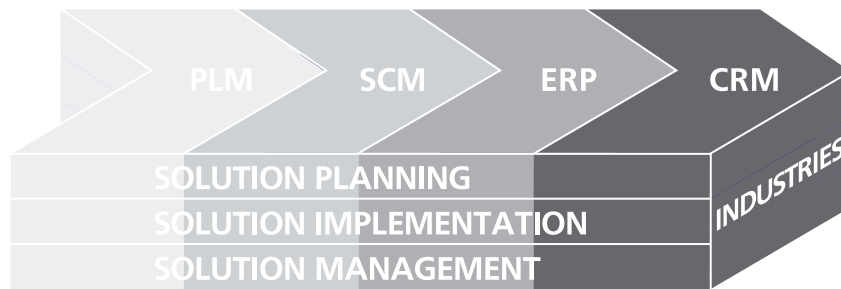 PLM SCM ERP CRM
SOLUTION PLANNING
SOLUTION IMPLEMENTATION
SOLUTION MANAGEMENT
INDUSTRIES